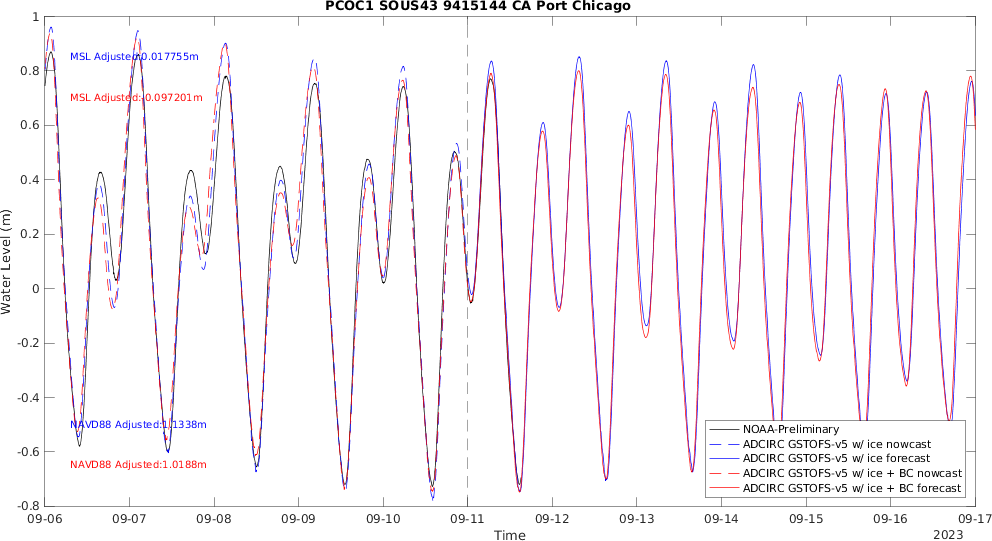 PCOC1 SOUS43 9415144 CA Port Chicago
Water Level (m)
1
0.8
0.6
0.4
0.2
0
-0.2
-0.4
-0.6
-0.8
MSL Adjusted:0.017755m
MSL Adjusted:-0.097201m
NAVD88 Adjusted:1.1338m
NAVD88 Adjusted:1.0188m
NOAA-Preliminary
ADCIRC GSTOFS-v5 w/ ice nowcast
ADCIRC GSTOFS-v5 w/ ice forecast
ADCIRC GSTOFS-v5 w/ ice + BC nowcast
ADCIRC GSTOFS-v5 w/ ice + BC forecast
09-06 09-07 09-08 09-09 09-10 09-11 09-12 09-13 09-14 09-15 09-16 09-17
Time
2023